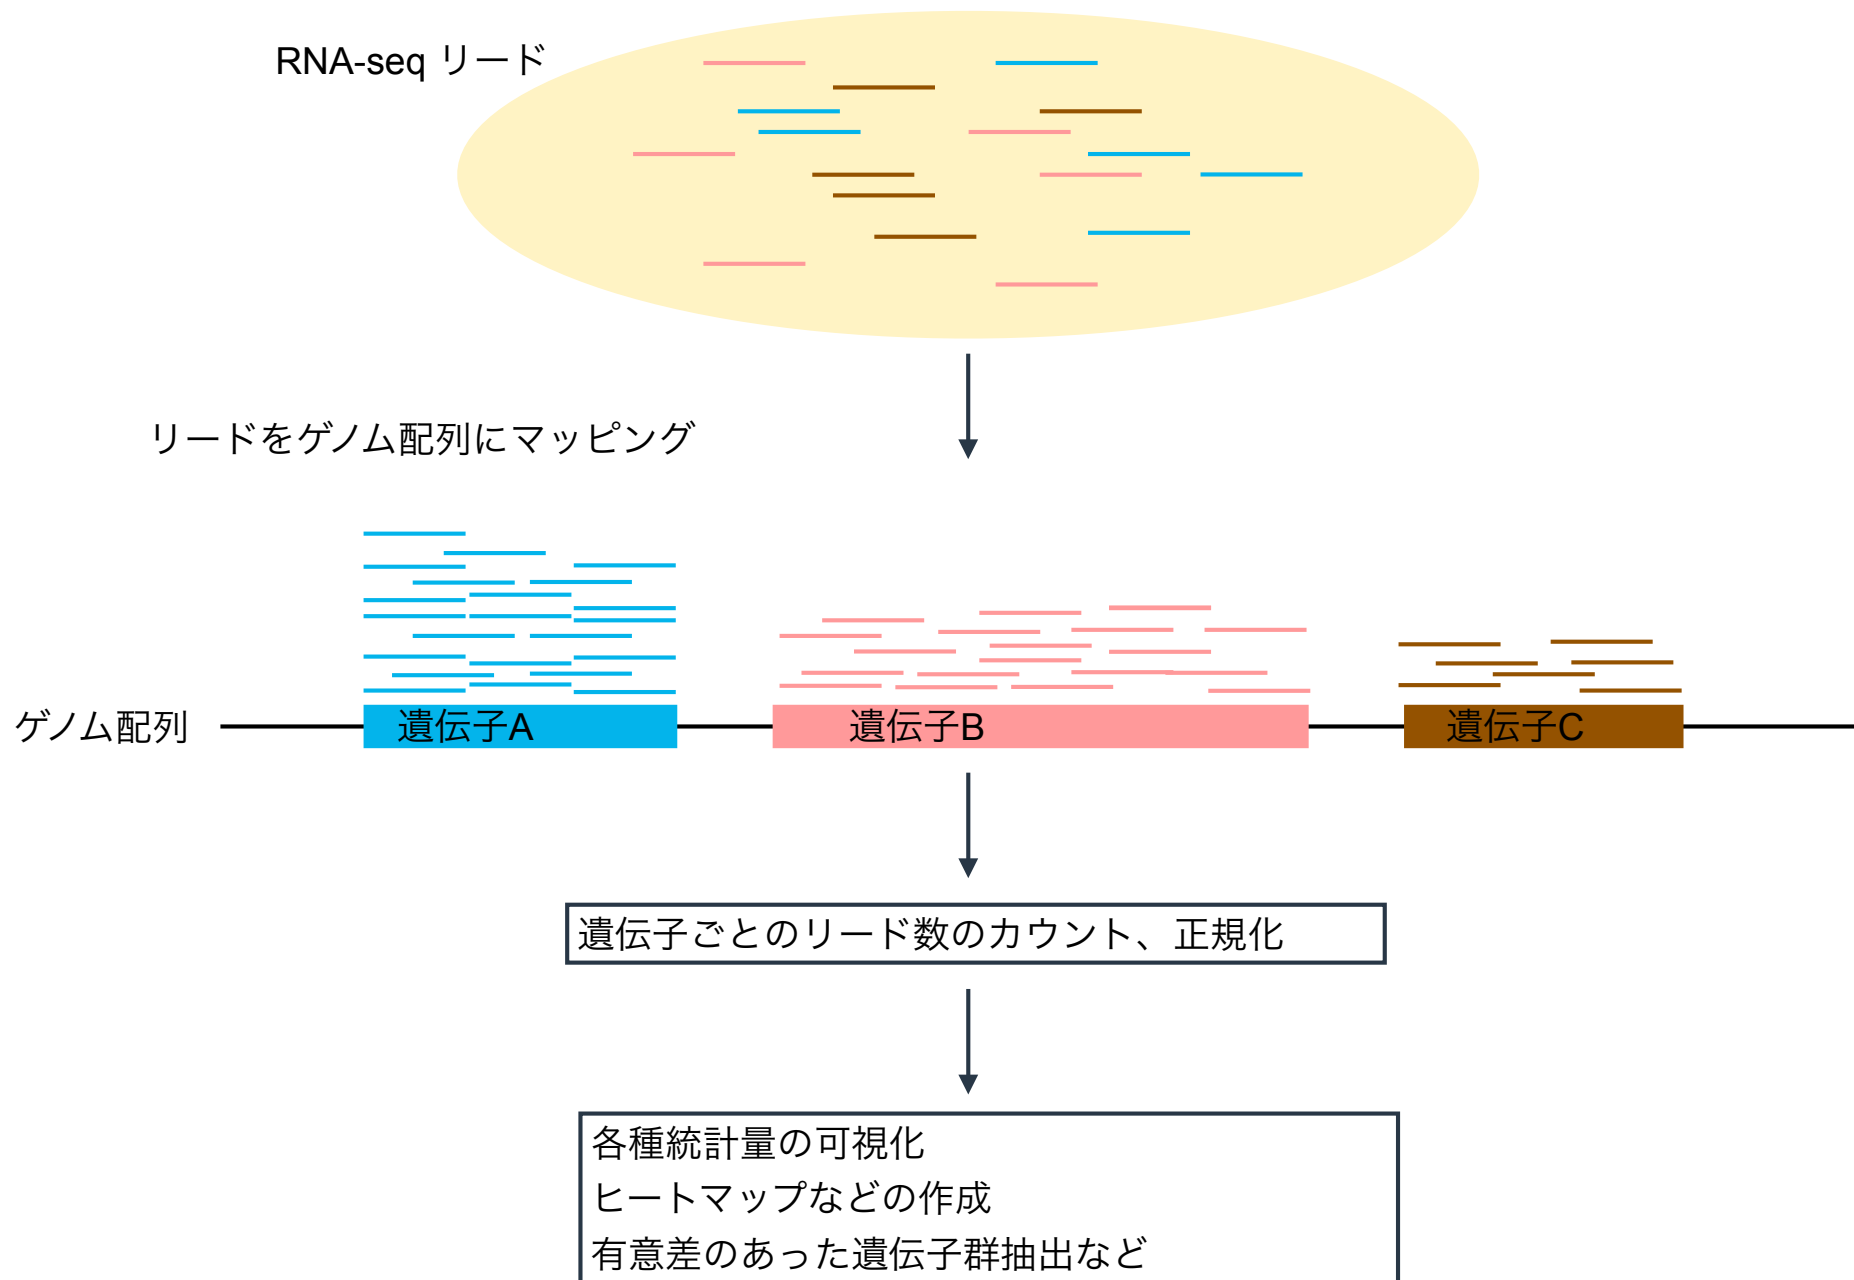 RNA-seq リード
リードをゲノム配列にマッピング
ゲノム配列
遺伝子A
遺伝子B
遺伝子C
遺伝子ごとのリード数のカウント、正規化
各種統計量の可視化
ヒートマップなどの作成
有意差のあった遺伝子群抽出など